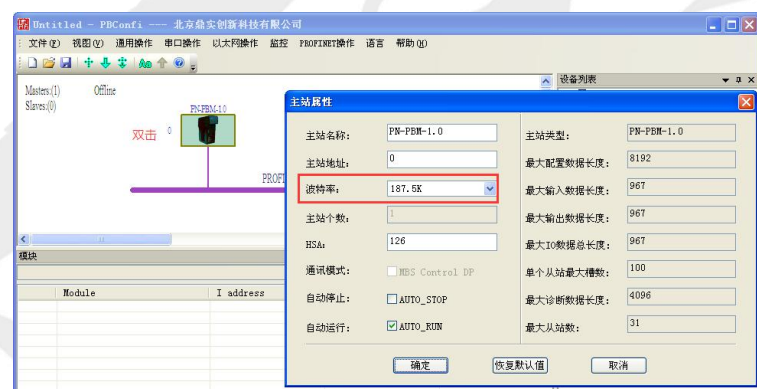 Untitled - PBConfi --- 北京鼎实创新科技有限公司
文件(F) 视图(V) 通用操作 串口操作 以太网操作 监控 PROFINET操作 语言 帮助(H)
设备列表
Masters:(1) Offline
Slaves:(0)
PN-PBM-1.0
双击 0
PROFI
模块
Module I address
主站属性
主站名称: PN-PBM-1.0 主站类型: PN-PBM-1.0
主站地址: 0 最大配置数据长度: 8192
波特率: 187.5K 最大输入数据长度: 967
主站个数: 1 最大输出数据长度: 967
HSA: 126 最大IO数据总长度: 967
通讯模式: MBS Control DP 单个从站最大槽数: 100
自动停止: AUTO_STOP 最大诊断数据长度: 4096
自动运行: AUTO_RUN 最大从站数: 31
确定 恢复默认值 取消